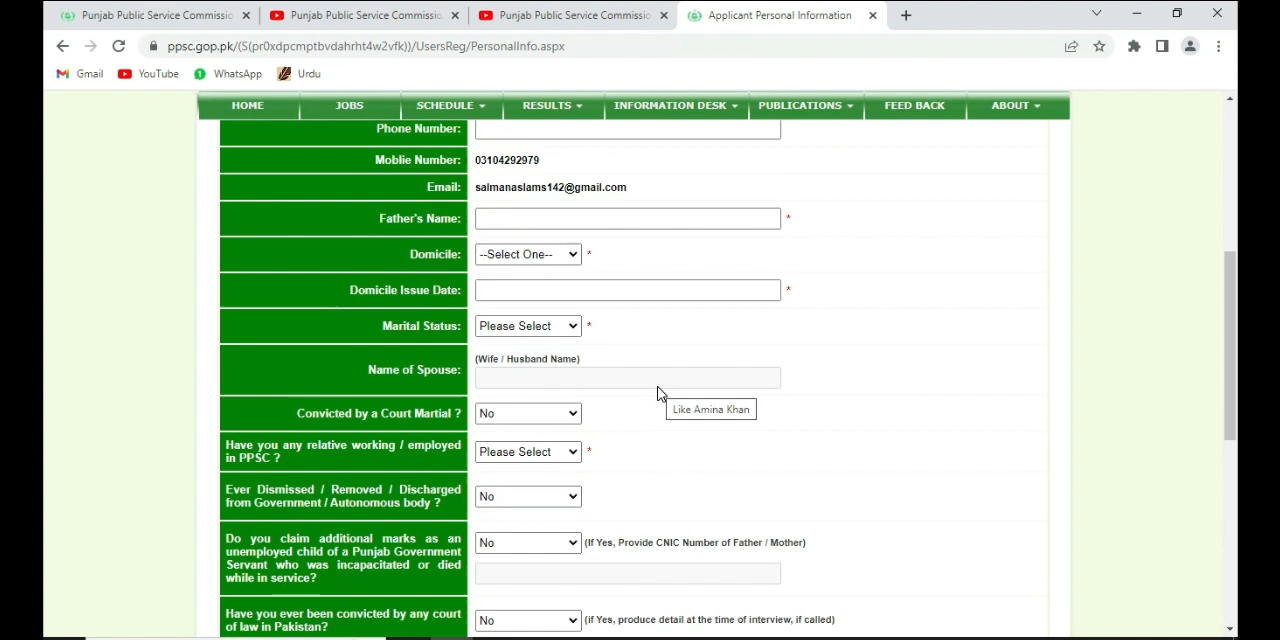 Punjab Public Service Commissio
Punjab Public Service Commissio
Punjab Public Service Commissio
Applicant Personal Information
ppsc.gop.pk/(S(pr0xdpcmptbvdahrht4w2vfk))/UsersReg/PersonalInfo.aspx
Gmail YouTube WhatsApp Urdu
HOME JOBS SCHEDULE RESULTS INFORMATION DESK PUBLICATIONS FEED BACK ABOUT
Phone Number:
Moblie Number: 03104292979
Email: salmanaslams142@gmail.com
Father's Name: *
Domicile: --Select One-- *
Domicile Issue Date: *
Marital Status: Please Select *
(Wife / Husband Name)
Name of Spouse:
Like Amina Khan
Convicted by a Court Martial ? No
Have you any relative working / employed
in PPSC ?
Please Select *
Ever Dismissed / Removed / Discharged
from Government / Autonomous body ?
No
Do you claim additional marks as an
unemployed child of a Punjab Government
Servant who was incapacitated or died
while in service?
No (If Yes, Provide CNIC Number of Father / Mother)
Have you ever been convicted by any court
of law in Pakistan?
No (if Yes, produce detail at the time of interview, if called)